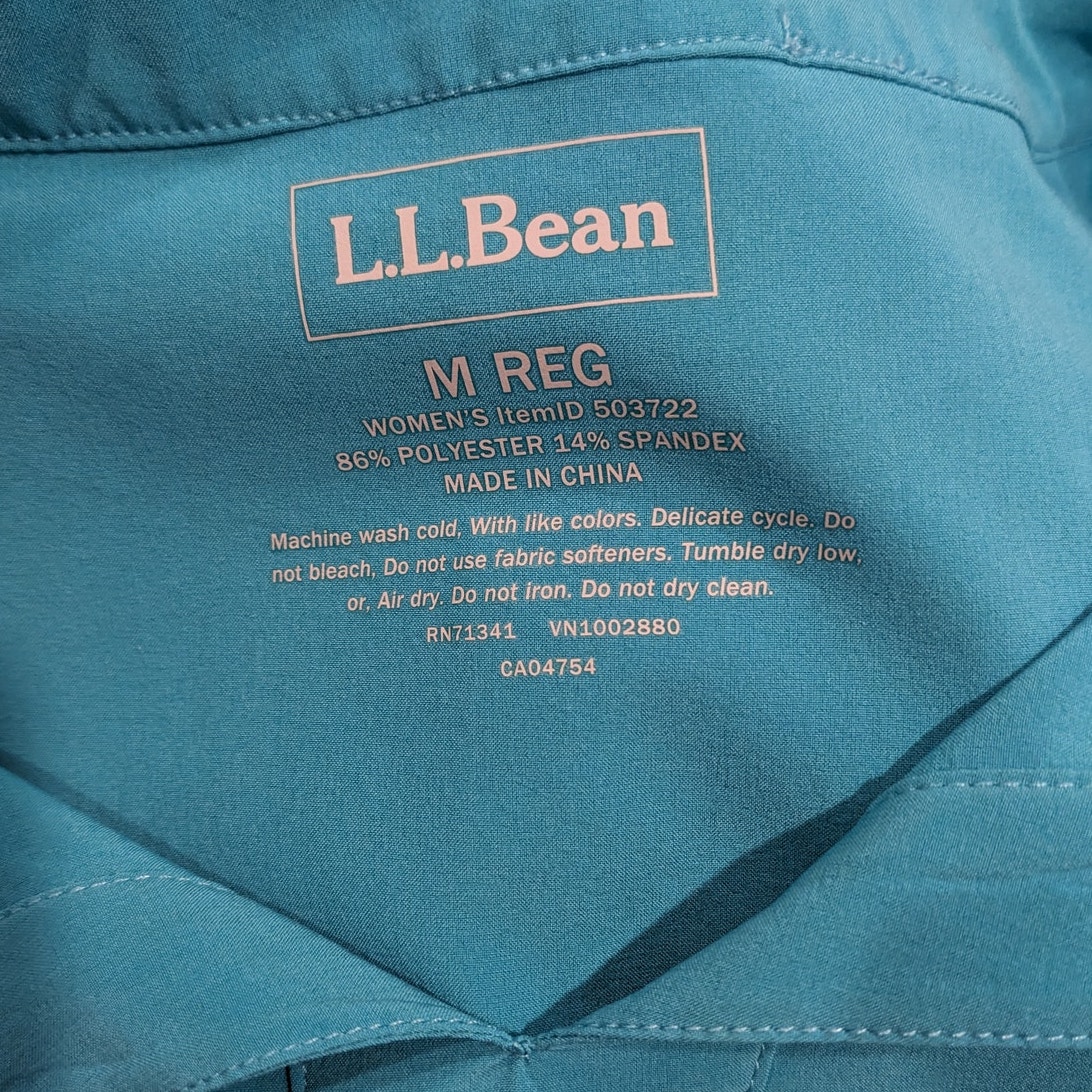 L.L.Bean
M REG
WOMEN'S ItemID 503722
86% POLYESTER 14% SPANDEX
MADE IN CHINA
Machine wash cold, With like colors. Delicate cycle. Do
not bleach, Do not use fabric softeners. Tumble dry low,
or, Air dry. Do not iron. Do not dry clean.
RN71341 VN1002880
CA04754